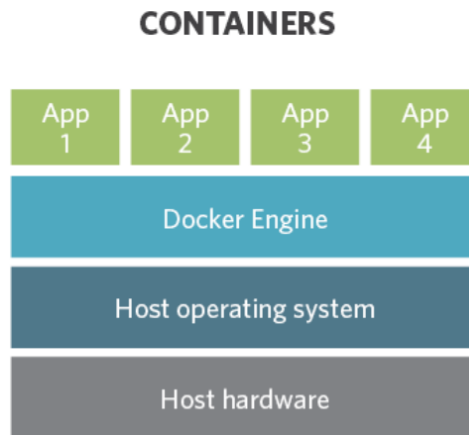 CONTAINERS
App App App App
1 2 3 4
Docker Engine
Host operating system
Host hardware